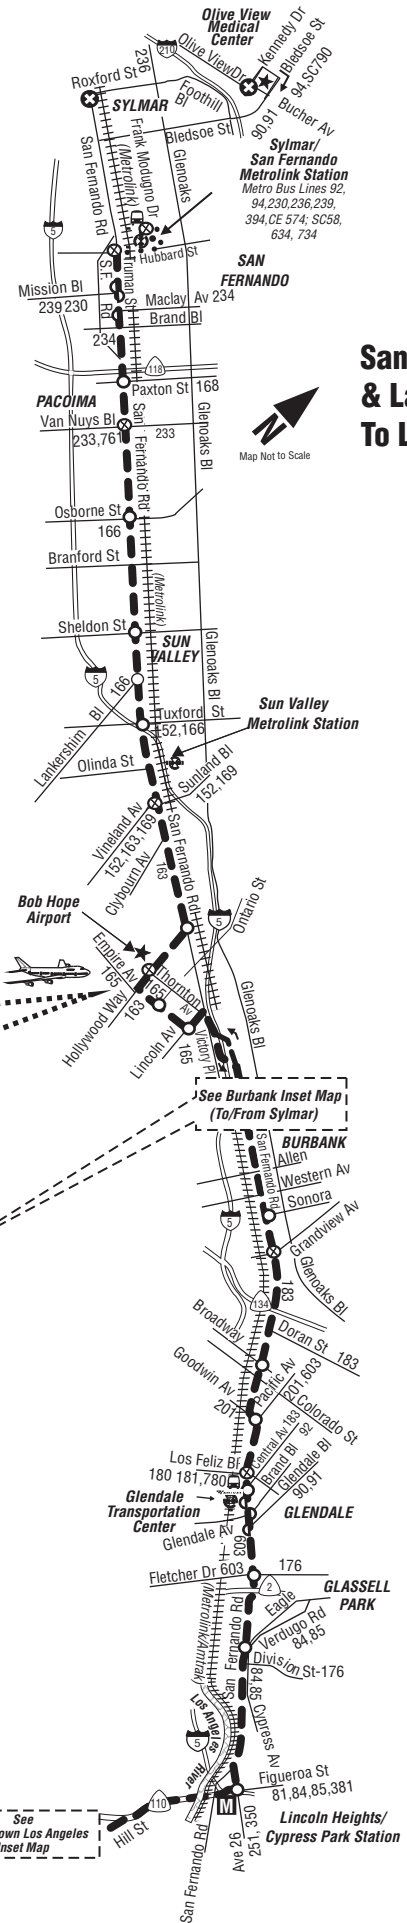 Olive View
Medical
Center
Kennedy Dr
Bledsoe St
94,SC790
210
Olive View Dr
236
Roxford St
Foothill
Bl
SYLMAR
Bledsoe St
Bucher Av
90,91
Frank Modugno Dr
(Metrolink)
San Fernando Rd
Glenoaks
Sylmar/
San Fernando
Metrolink Station
Metro Bus Lines 92,
94,230,236,239,
394,CE 574; SC58,
634, 734
5
Hubbard St
SAN
FERNANDO
Truman St
S.F.
Rd
Mission Bl
239 230
Maclay Av 234
Brand Bl
234
118
Paxton St 168
PACOIMA
Van Nuys Bl
233,761
233
San Fernando Rd
Glenoaks Bl
N
Map Not to Scale
San
& La
To L
Osborne St
166
Branford St
(Metrolink)
Sheldon St
SUN
VALLEY
Glenoaks Bl
5
166
Lankershim Bl
Tuxford St
152,166
Sun Valley
Metrolink Station
Olinda St
Sunland Bl
152,169
Vineland Av
152,163,169
Clybourn Av
163
San Fernando Rd
Bob Hope
Airport
5
Ontario St
Empire Av
165
Thornton
Av
165
163
Hollywood Way
Lincoln Av
165
Victory Pl
Glenoaks Bl
See Burbank Inset Map
(To/From Sylmar)
BURBANK
San Fernando Rd
Allen
Western Av
Sonora
5
Grandview Av
Glenoaks Bl
183
134
Broadway
Doran St 183
Goodwin Av
201
Pacific Av
201,603
Colorado St
Central Av 183
92
Los Feliz Bl
180 181,780
Brand Bl
Glendale Bl
90,91
Glendale
Transportation
Center
GLENDALE
Glendale Av
603
Fletcher Dr 603
176
2
GLASSELL
PARK
Eagle
Verdugo Rd
84,85
(Metrolink/Amtrak)
San Fernando Rd
Division St-176
84,85
Cypress Av
Los Angeles
River
5
Figueroa St
81,84,85,381
110
M
Hill St
Lincoln Heights/
Cypress Park Station
San Fernando Rd
Ave 26
251,350
See
own Los Angeles
nset Map